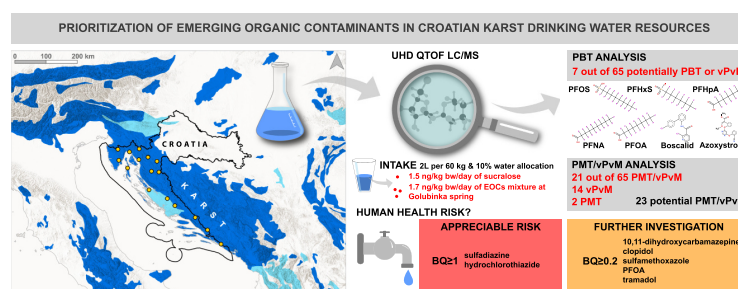 PRIORITIZATION OF EMERGING ORGANIC CONTAMINANTS IN CROATIAN KARST DRINKING WATER RESOURCES
0 100 200 km
CROATIA
KARST
UHD QTOF LC/MS
INTAKE 2L per 60 kg & 10% water allocation
1.5 ng/kg bw/day of sucralose
1.7 ng/kg bw/day of EOCs mixture at
Golubinka spring
HUMAN HEALTH RISK?
APPRECIABLE RISK
BQ≥1
sulfadiazine
hydrochlorothiazide
PBT ANALYSIS
7 out of 65 potentially PBT or vPvB
PFOS PFHxS PFHpA
PFNA PFOA Boscalid Azoxystro
PMT/vPvM ANALYSIS
21 out of 65 PMT/vPvM
14 vPvM
2 PMT 23 potential PMT/vPv
FURTHER INVESTIGATION
BQ≥0.2
10,11-dihydroxycarbamazepine
clopidol
sulfamethoxazole
PFOA
tramadol